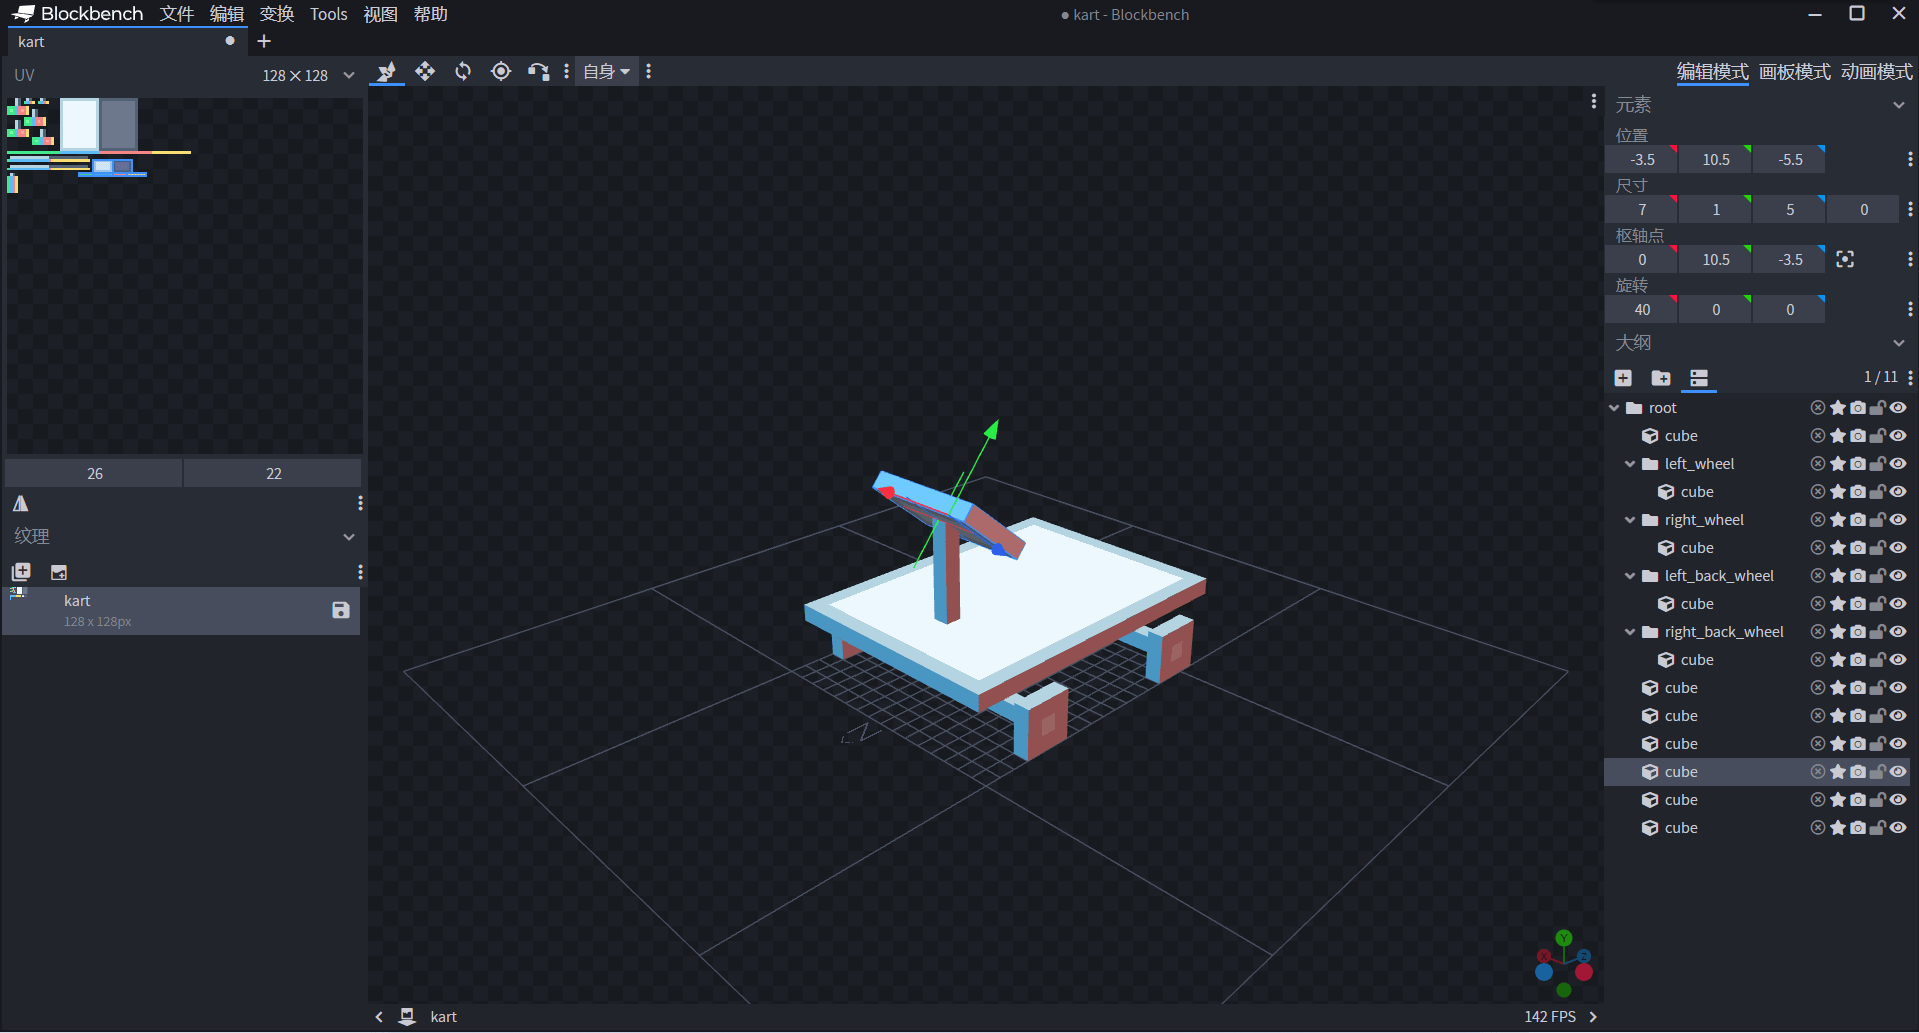 Blockbench 文件 编辑 变换 Tools 视图 帮助
● kart - Blockbench
kart
UV 128 ✕ 128
自身
编辑模式 画板模式 动画模式
26 22
纹理
kart
128 x 128px
元素
位置
-3.5 10.5 -5.5
尺寸
7 1 5 0
枢轴点
0 10.5 -3.5
旋转
40 0 0
大纲
1 / 11
root
cube
left_wheel
cube
right_wheel
cube
left_back_wheel
cube
right_back_wheel
cube
cube
cube
cube
cube
cube
cube
Y
X
Z
kart
142 FPS